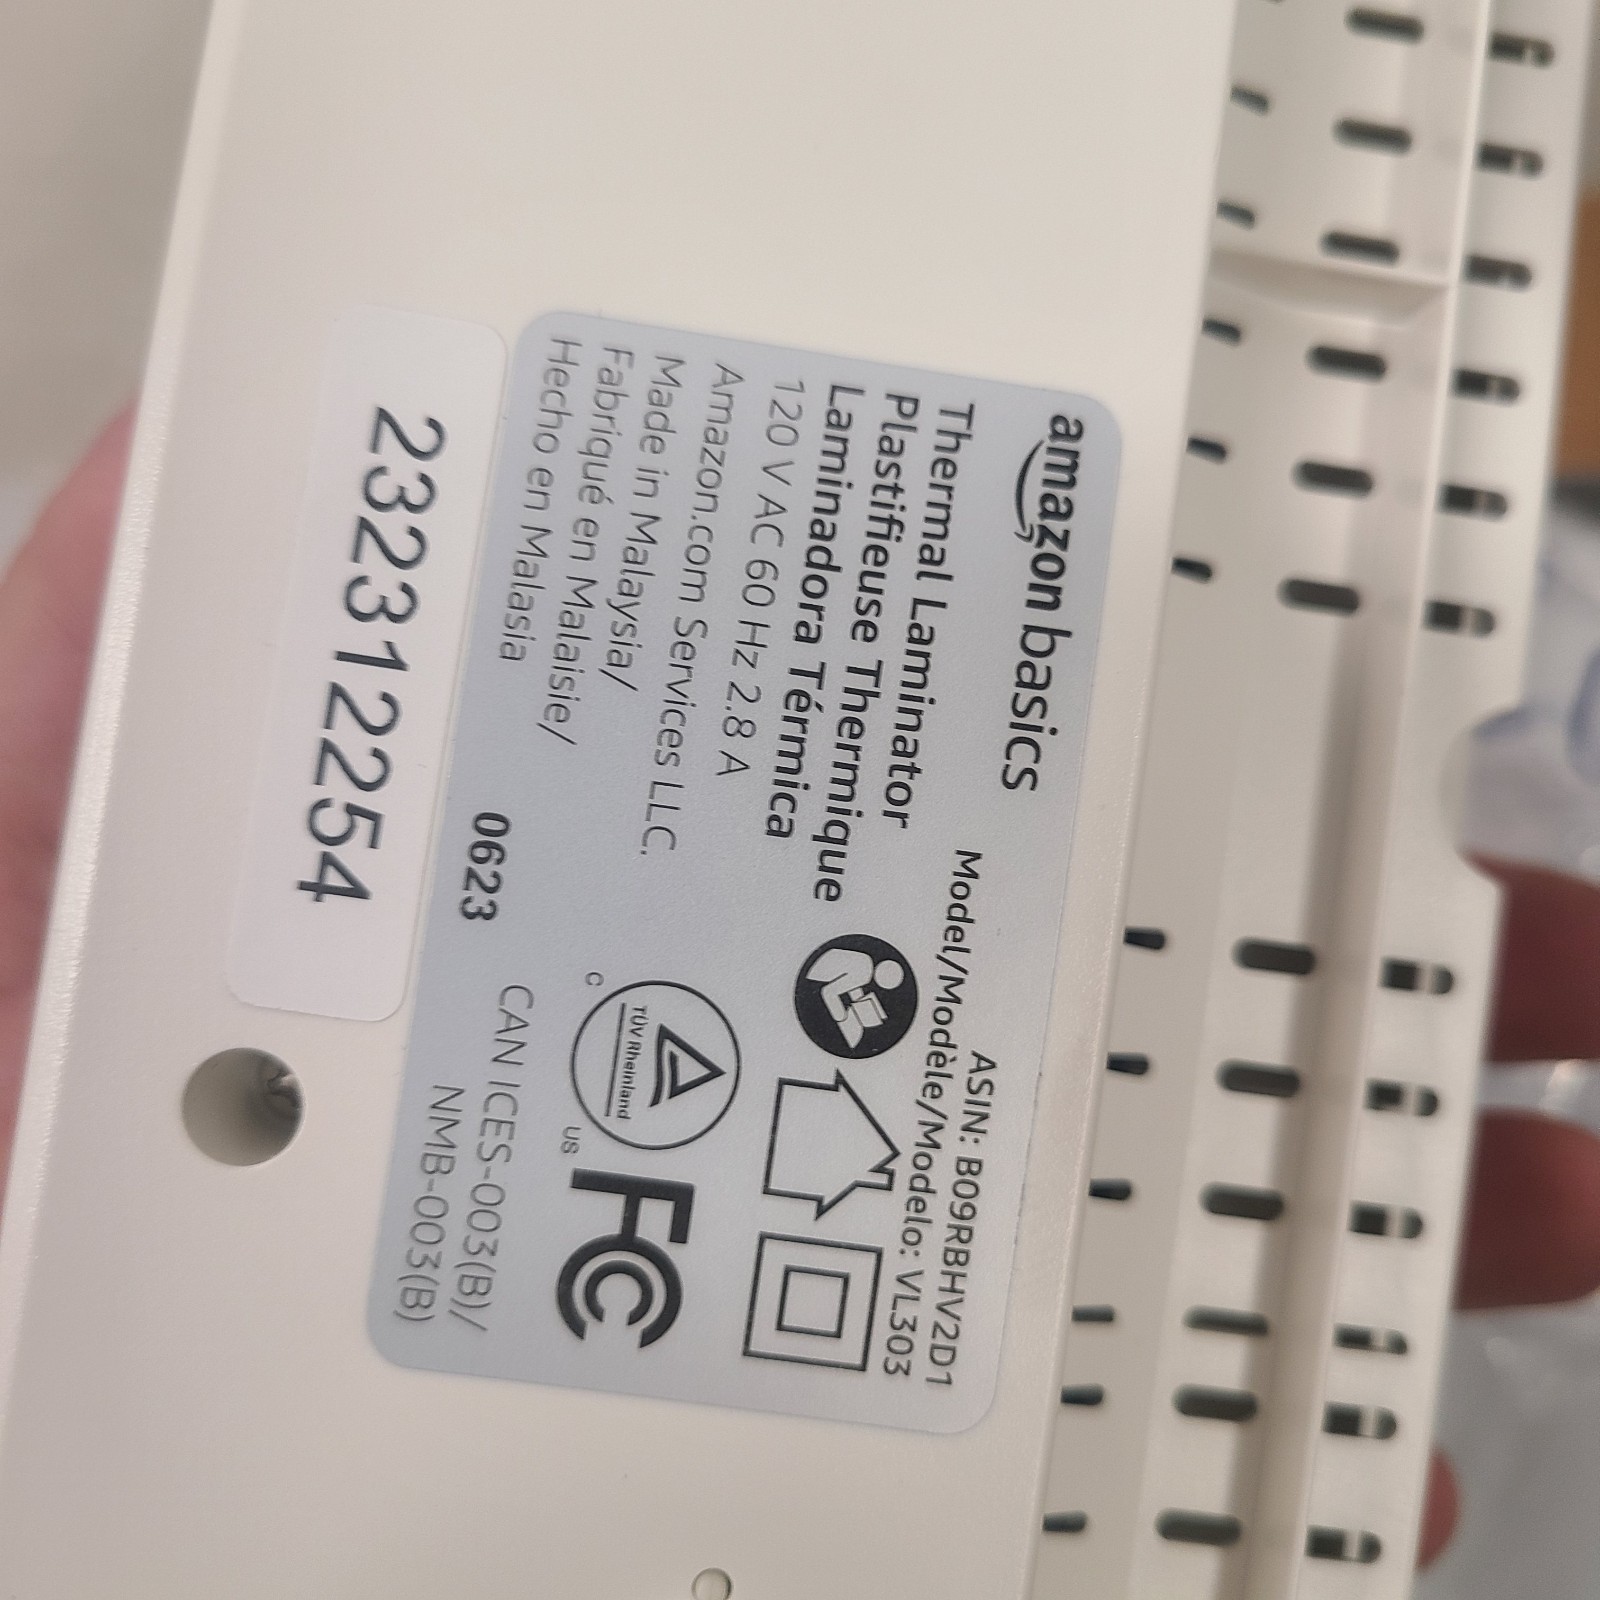 amazon basics
ASIN: B09RBHV2D1
Model/Modèle/Modelo: VL303
Thermal Laminator
Plastifieuse Thermique
Laminadora Térmica
120 V AC 60 Hz 2.8 A
Amazon.com Services LLC.
Made in Malaysia/
Fabriqué en Malaisie/
Hecho en Malasia
0623
TÜV Rheinland
C US
FC
CAN ICES-003(B)/
NMB-003(B)
232312254